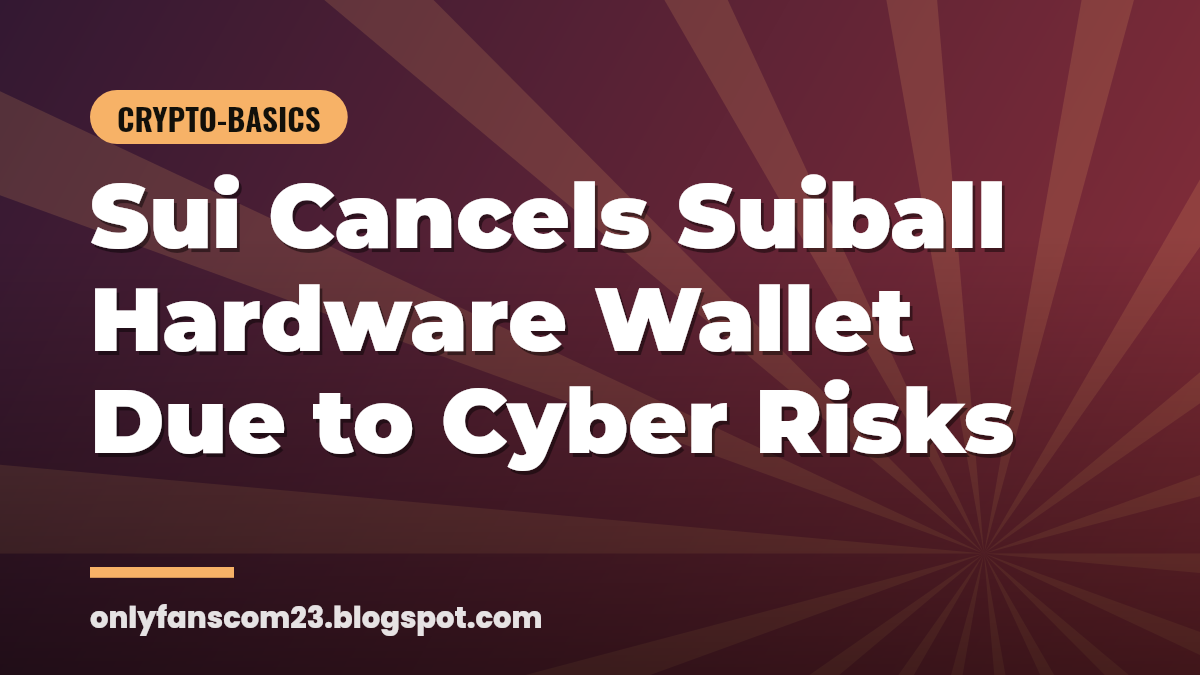 CRYPTO-BASICS
Sui Cancels Suiball
Hardware Wallet
Due to Cyber Risks
onlyfanscom23.blogspot.com